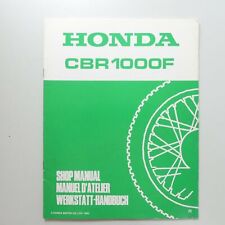 HONDA
CBR1000F
SHOP MANUAL
MANUEL D'ATELIER
WERKSTATT-HANDBUCH